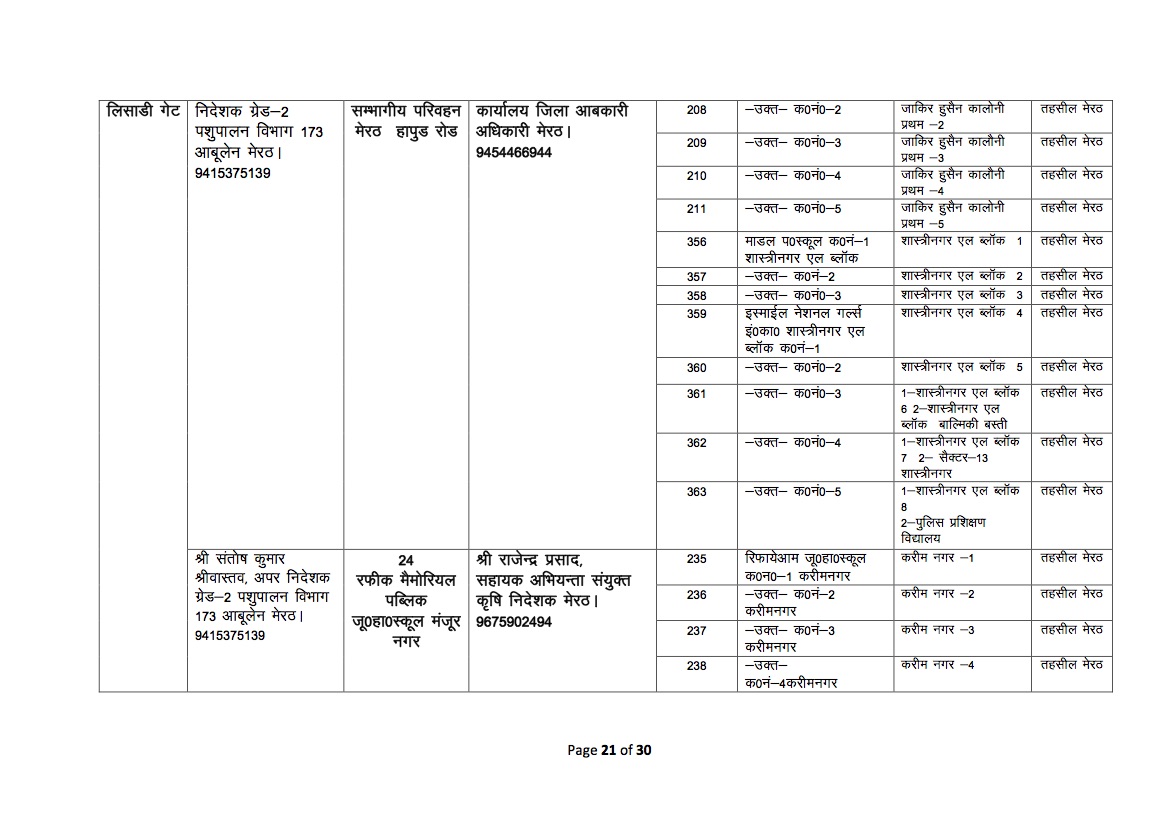 लिसाडी गेट
निदेशक ग्रेड–2
पशुपालन विभाग 173
आबूलेन मेरठ।
9415375139
सम्भागीय परिवहन
मेरठ हापुड रोड
कार्यालय जिला आबकारी
अधिकारी मेरठ।
9454466944
208
–उक्त– क0नं0–2
जाकिर हुसैन कालोनी
प्रथम –2
तहसील मेरठ
209
–उक्त– क0नं0–3
जाकिर हुसैन कालौनी
प्रथम –3
तहसील मेरठ
210
–उक्त– क0नं0–4
जाकिर हुसैन कालौनी
प्रथम –4
तहसील मेरठ
211
–उक्त– क0नं0–5
जाकिर हुसैन कालोनी
प्रथम –5
तहसील मेरठ
356
माडल प0स्कूल क0नं–1
शास्त्रीनगर एल ब्लॉक
शास्त्रीनगर एल ब्लॉक 1
तहसील मेरठ
357
–उक्त– क0नं–2
शास्त्रीनगर एल ब्लॉक 2
तहसील मेरठ
358
–उक्त– क0नं0–3
शास्त्रीनगर एल ब्लॉक 3
तहसील मेरठ
359
इस्माईल नेशनल गर्ल्स
इं0का0 शास्त्रीनगर एल
ब्लॉक क0नं–1
शास्त्रीनगर एल ब्लॉक 4
तहसील मेरठ
360
–उक्त– क0नं0–2
शास्त्रीनगर एल ब्लॉक 5
तहसील मेरठ
361
–उक्त– क0नं0–3
1–शास्त्रीनगर एल ब्लॉक
6 2–शास्त्रीनगर एल
ब्लॉक बाल्मिकी बस्ती
तहसील मेरठ
362
–उक्त– क0नं0–4
1–शास्त्रीनगर एल ब्लॉक
7 2– सैक्टर–13
शास्त्रीनगर
तहसील मेरठ
363
–उक्त– क0नं0–5
1–शास्त्रीनगर एल ब्लॉक
8
2–पुलिस प्रशिक्षण
विद्यालय
तहसील मेरठ
श्री संतोष कुमार
श्रीवास्तव, अपर निदेशक
ग्रेड–2 पशुपालन विभाग
173 आबूलेन मेरठ।
9415375139
24
रफीक मैमोरियल
पब्लिक
जू0हा0स्कूल मंजूर
नगर
श्री राजेन्द्र प्रसाद,
सहायक अभियन्ता संयुक्त
कृषि निदेशक मेरठ।
9675902494
235
रिफायेआम जू0हा0स्कूल
क0न0–1 करीमनगर
करीम नगर –1
तहसील मेरठ
236
–उक्त– क0नं–2
करीमनगर
करीम नगर –2
तहसील मेरठ
237
–उक्त– क0नं–3
करीमनगर
करीम नगर –3
तहसील मेरठ
238
–उक्त–
क0नं–4करीमनगर
करीम नगर –4
तहसील मेरठ
Page 21 of 30